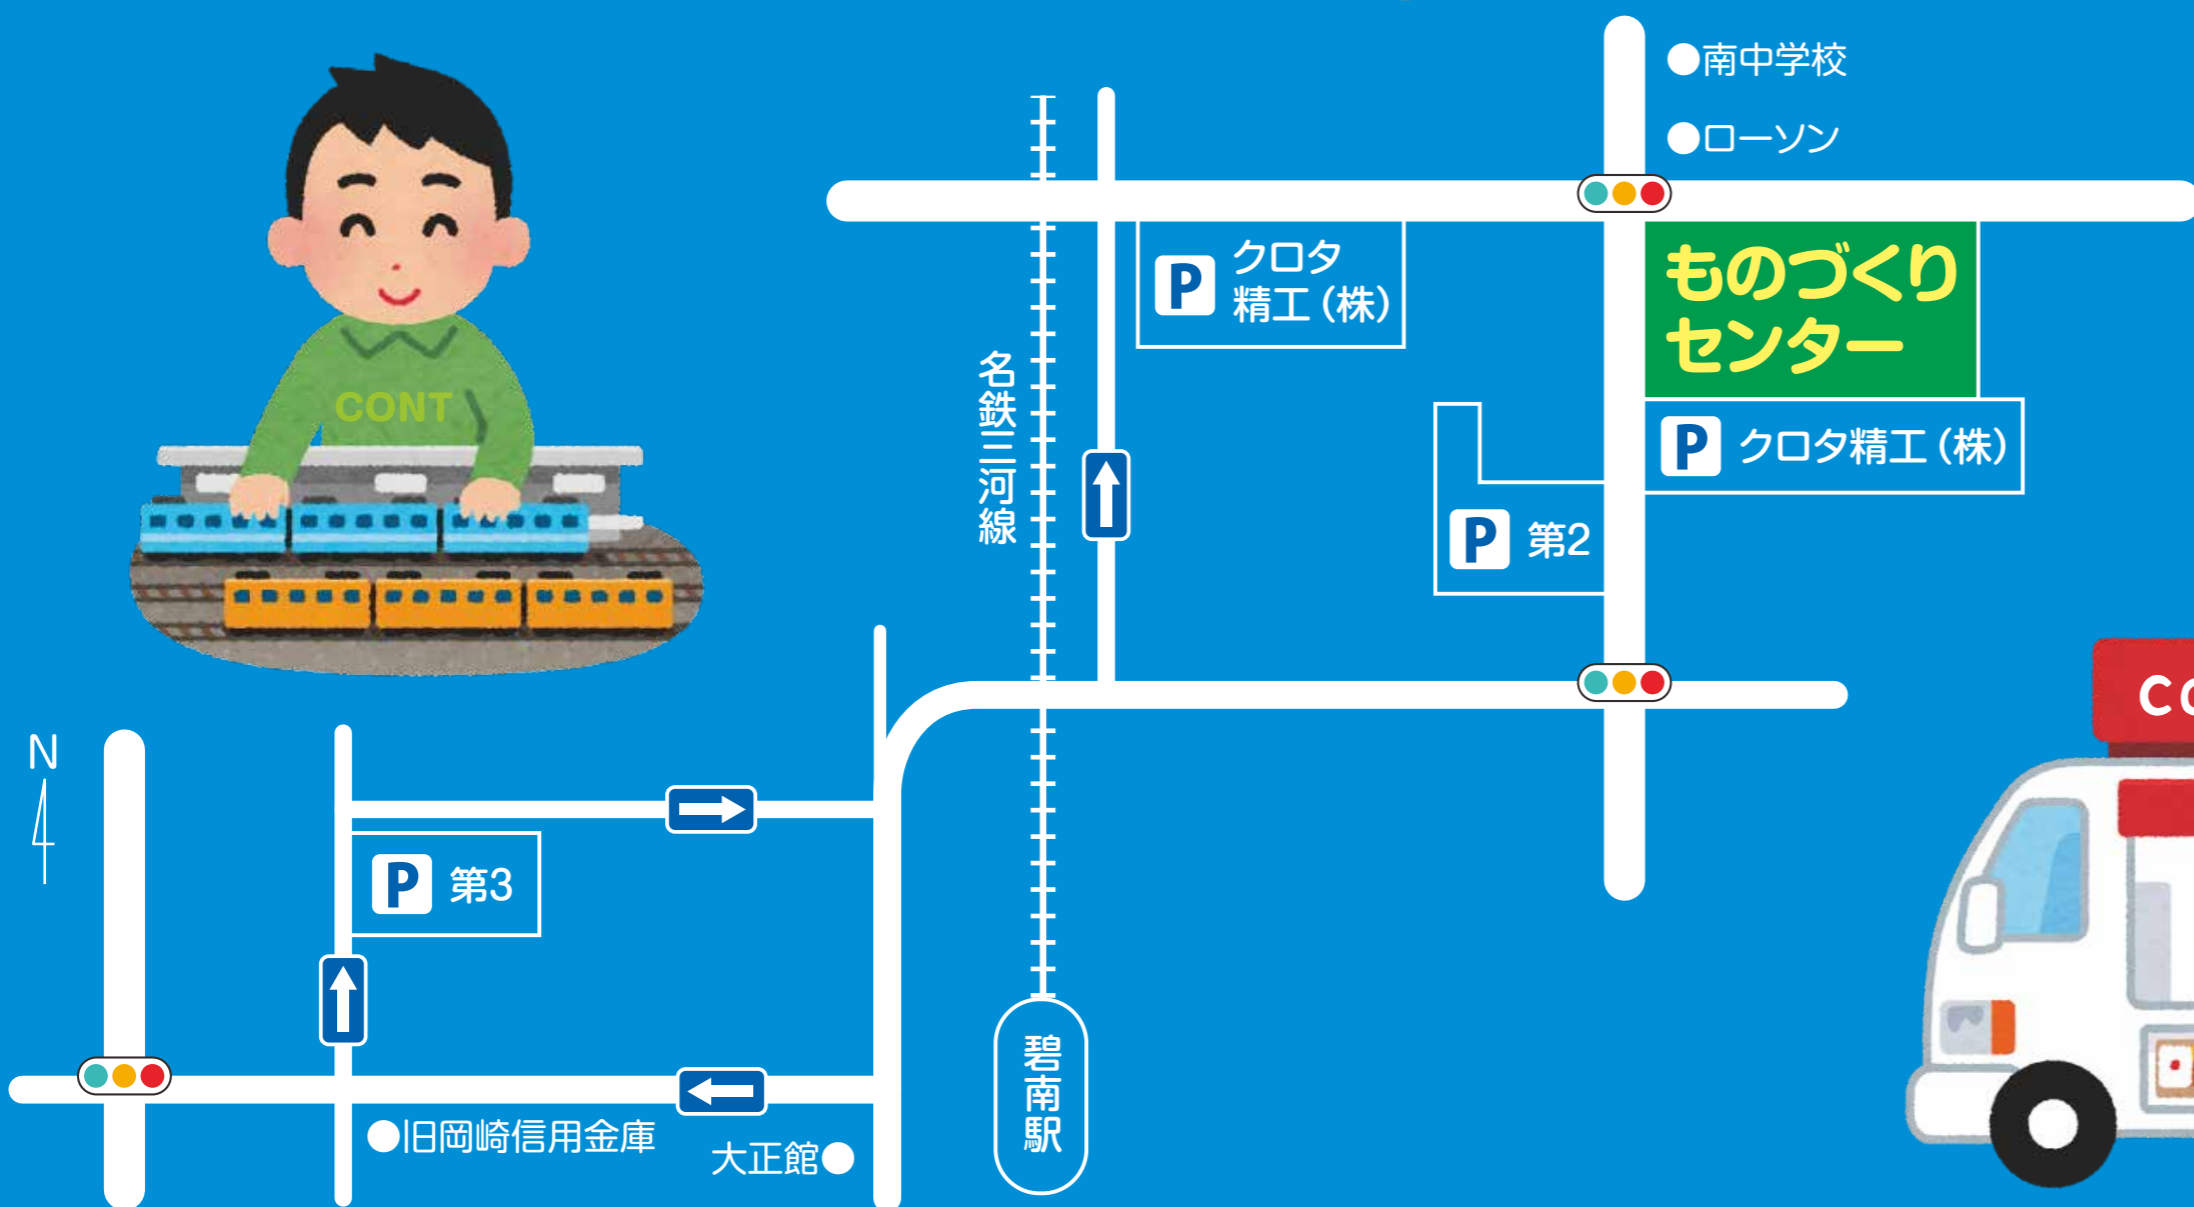 南中学校
ローソン
P クロタ
精工(株)
ものづくり
センター
P クロタ精工(株)
名鉄三河線
P 第2
CONT
N
P 第3
旧岡崎信用金庫
大正館
碧南駅